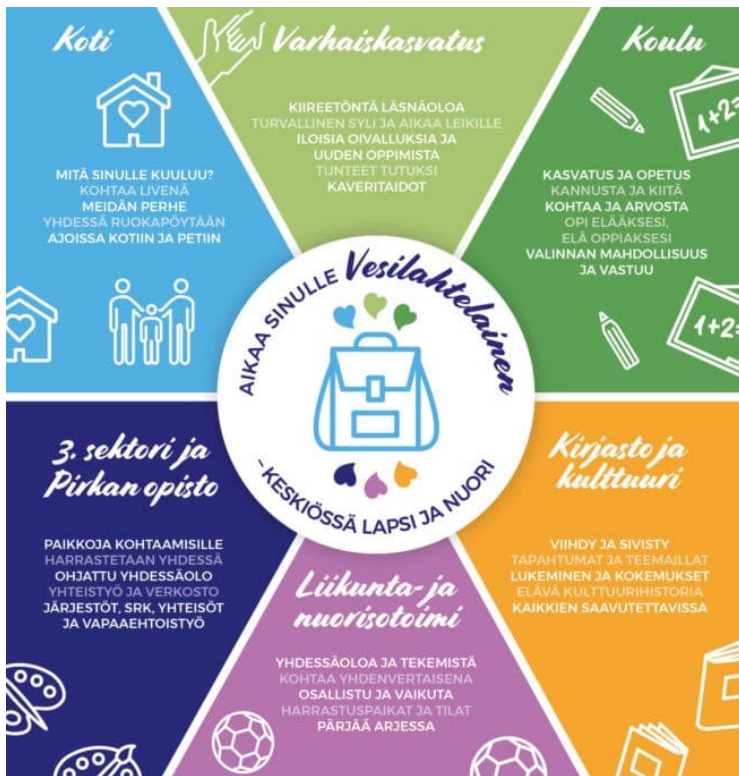 Koti
MITÄ SINULLE KUULUU?
KOHTAA LIVENÄ
MEIDÄN PERHE
YHDESSÄ RUOKAPÖYTÄÄN
AJOISSA KOTIIN JA PETIIN
Varhaiskasvatus
KIIREETÖNTÄ LÄSNÄOLOA
TURVALLINEN SYLI JA AIKAA LEIKILLE
ILOISIA OIVALLUKSIA JA
UUDEN OPPIMISTA
TUNTEET TUTUKSI
KAVERITAIDOT
Koulu
1+2=
KASVATUS JA OPETUS
KANNUSTA JA KIITÄ
KOHTAA JA ARVOSTA
OPI ELÄÄKSESI,
ELÄ OPPIAKSESI
VALINNAN MAHDOLLISUUS
JA VASTUU
1+2=
AIKAA SINULLE Vesilahtelainen
– KESKIÖSSÄ LAPSI JA NUORI
3. sektori ja
Pirkan opisto
PAIKKOJA KOHTAAMISILLE
HARRASTETAAN YHDESSÄ
OHJATTU YHDESSÄOLO
YHTEISTYÖ JA VERKOSTO
JÄRJESTÖT, SRK, YHTEISÖT
JA VAPAAEHTOISTYÖ
Liikunta- ja
nuorisotoimi
YHDESSÄOLOA JA TEKEMISTÄ
KOHTAA YHDENVERTAISENA
OSALLISTU JA VAIKUTA
HARRASTUSPAIKAT JA TILAT
PÄRJÄÄ ARJESSA
Kirjasto ja
kulttuuri
VIIHDY JA SIVISTY
TAPAHTUMAT JA TEEMAILLAT
LUKEMINEN JA KOKEMUKSET
ELÄVÄ KULTTUURIHISTORIA
KAIKKIEN SAAVUTETTAVISSA